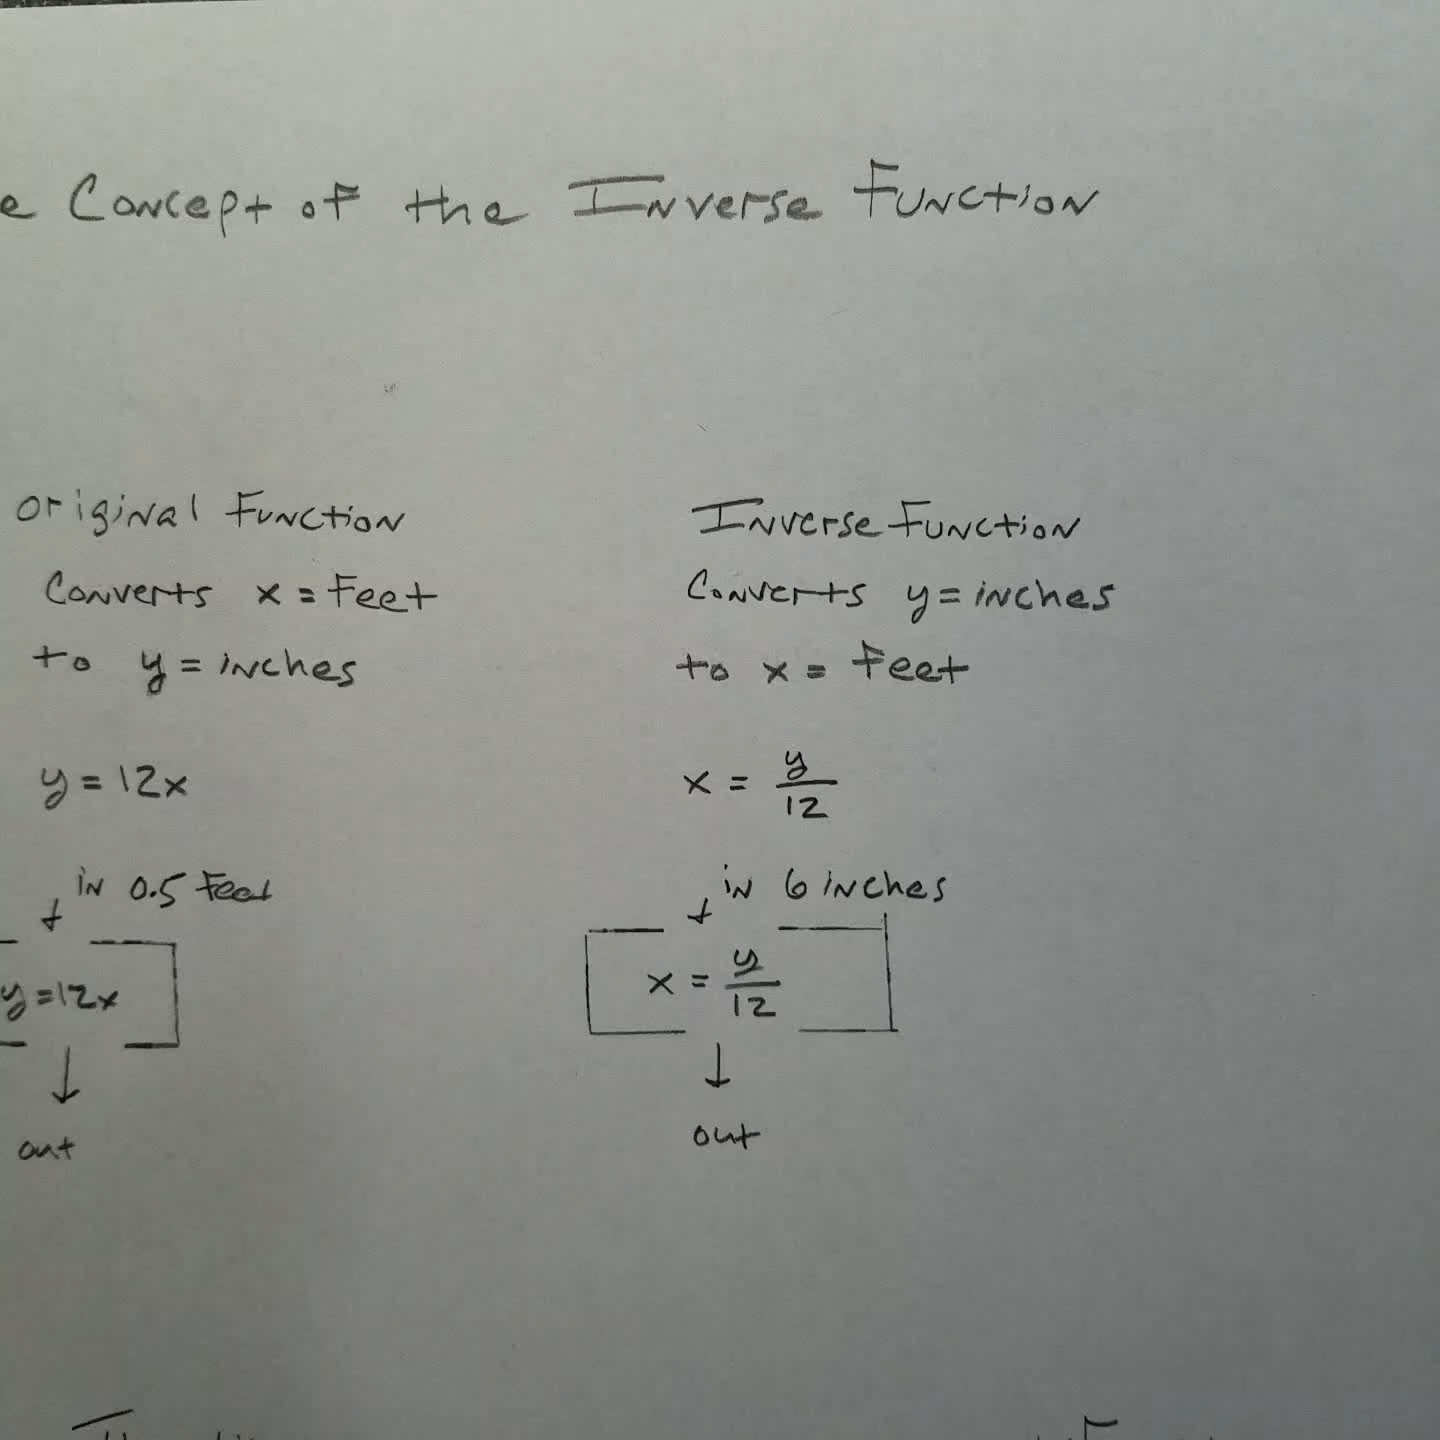 e Concept of the Inverse Function
Original Function
Converts x = Feet
to y = inches
y = 12x
in 0.5 Feet
y = 12x
out
Inverse Function
Converts y = inches
to x = Feet
x = y/12
in 6 inches
x = y/12
out